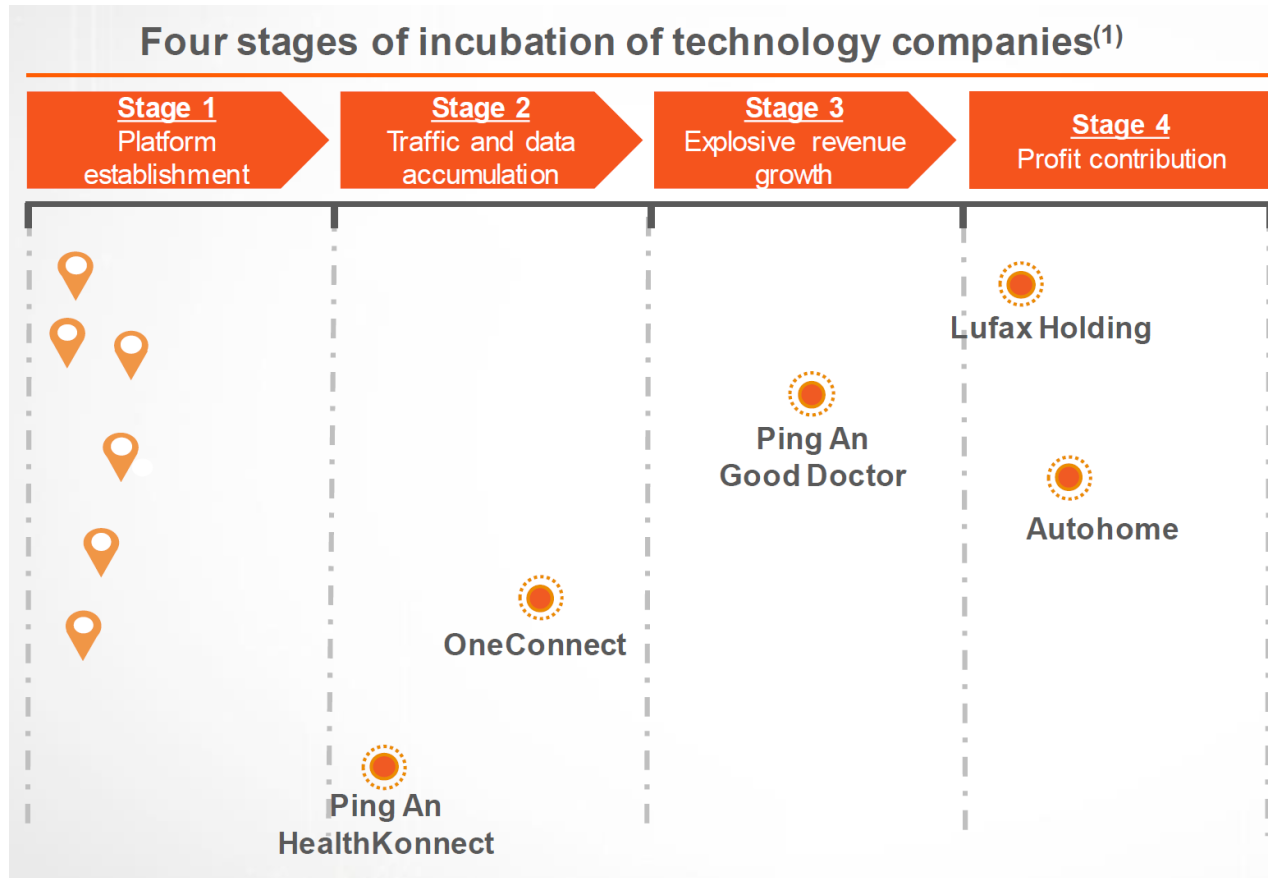 Four stages of incubation of technology companies(1)
Stage 1
Platform
establishment
Stage 2
Traffic and data
accumulation
Stage 3
Explosive revenue
growth
Stage 4
Profit contribution
Lufax Holding
Ping An
Good Doctor
Autohome
OneConnect
Ping An
HealthKonnect